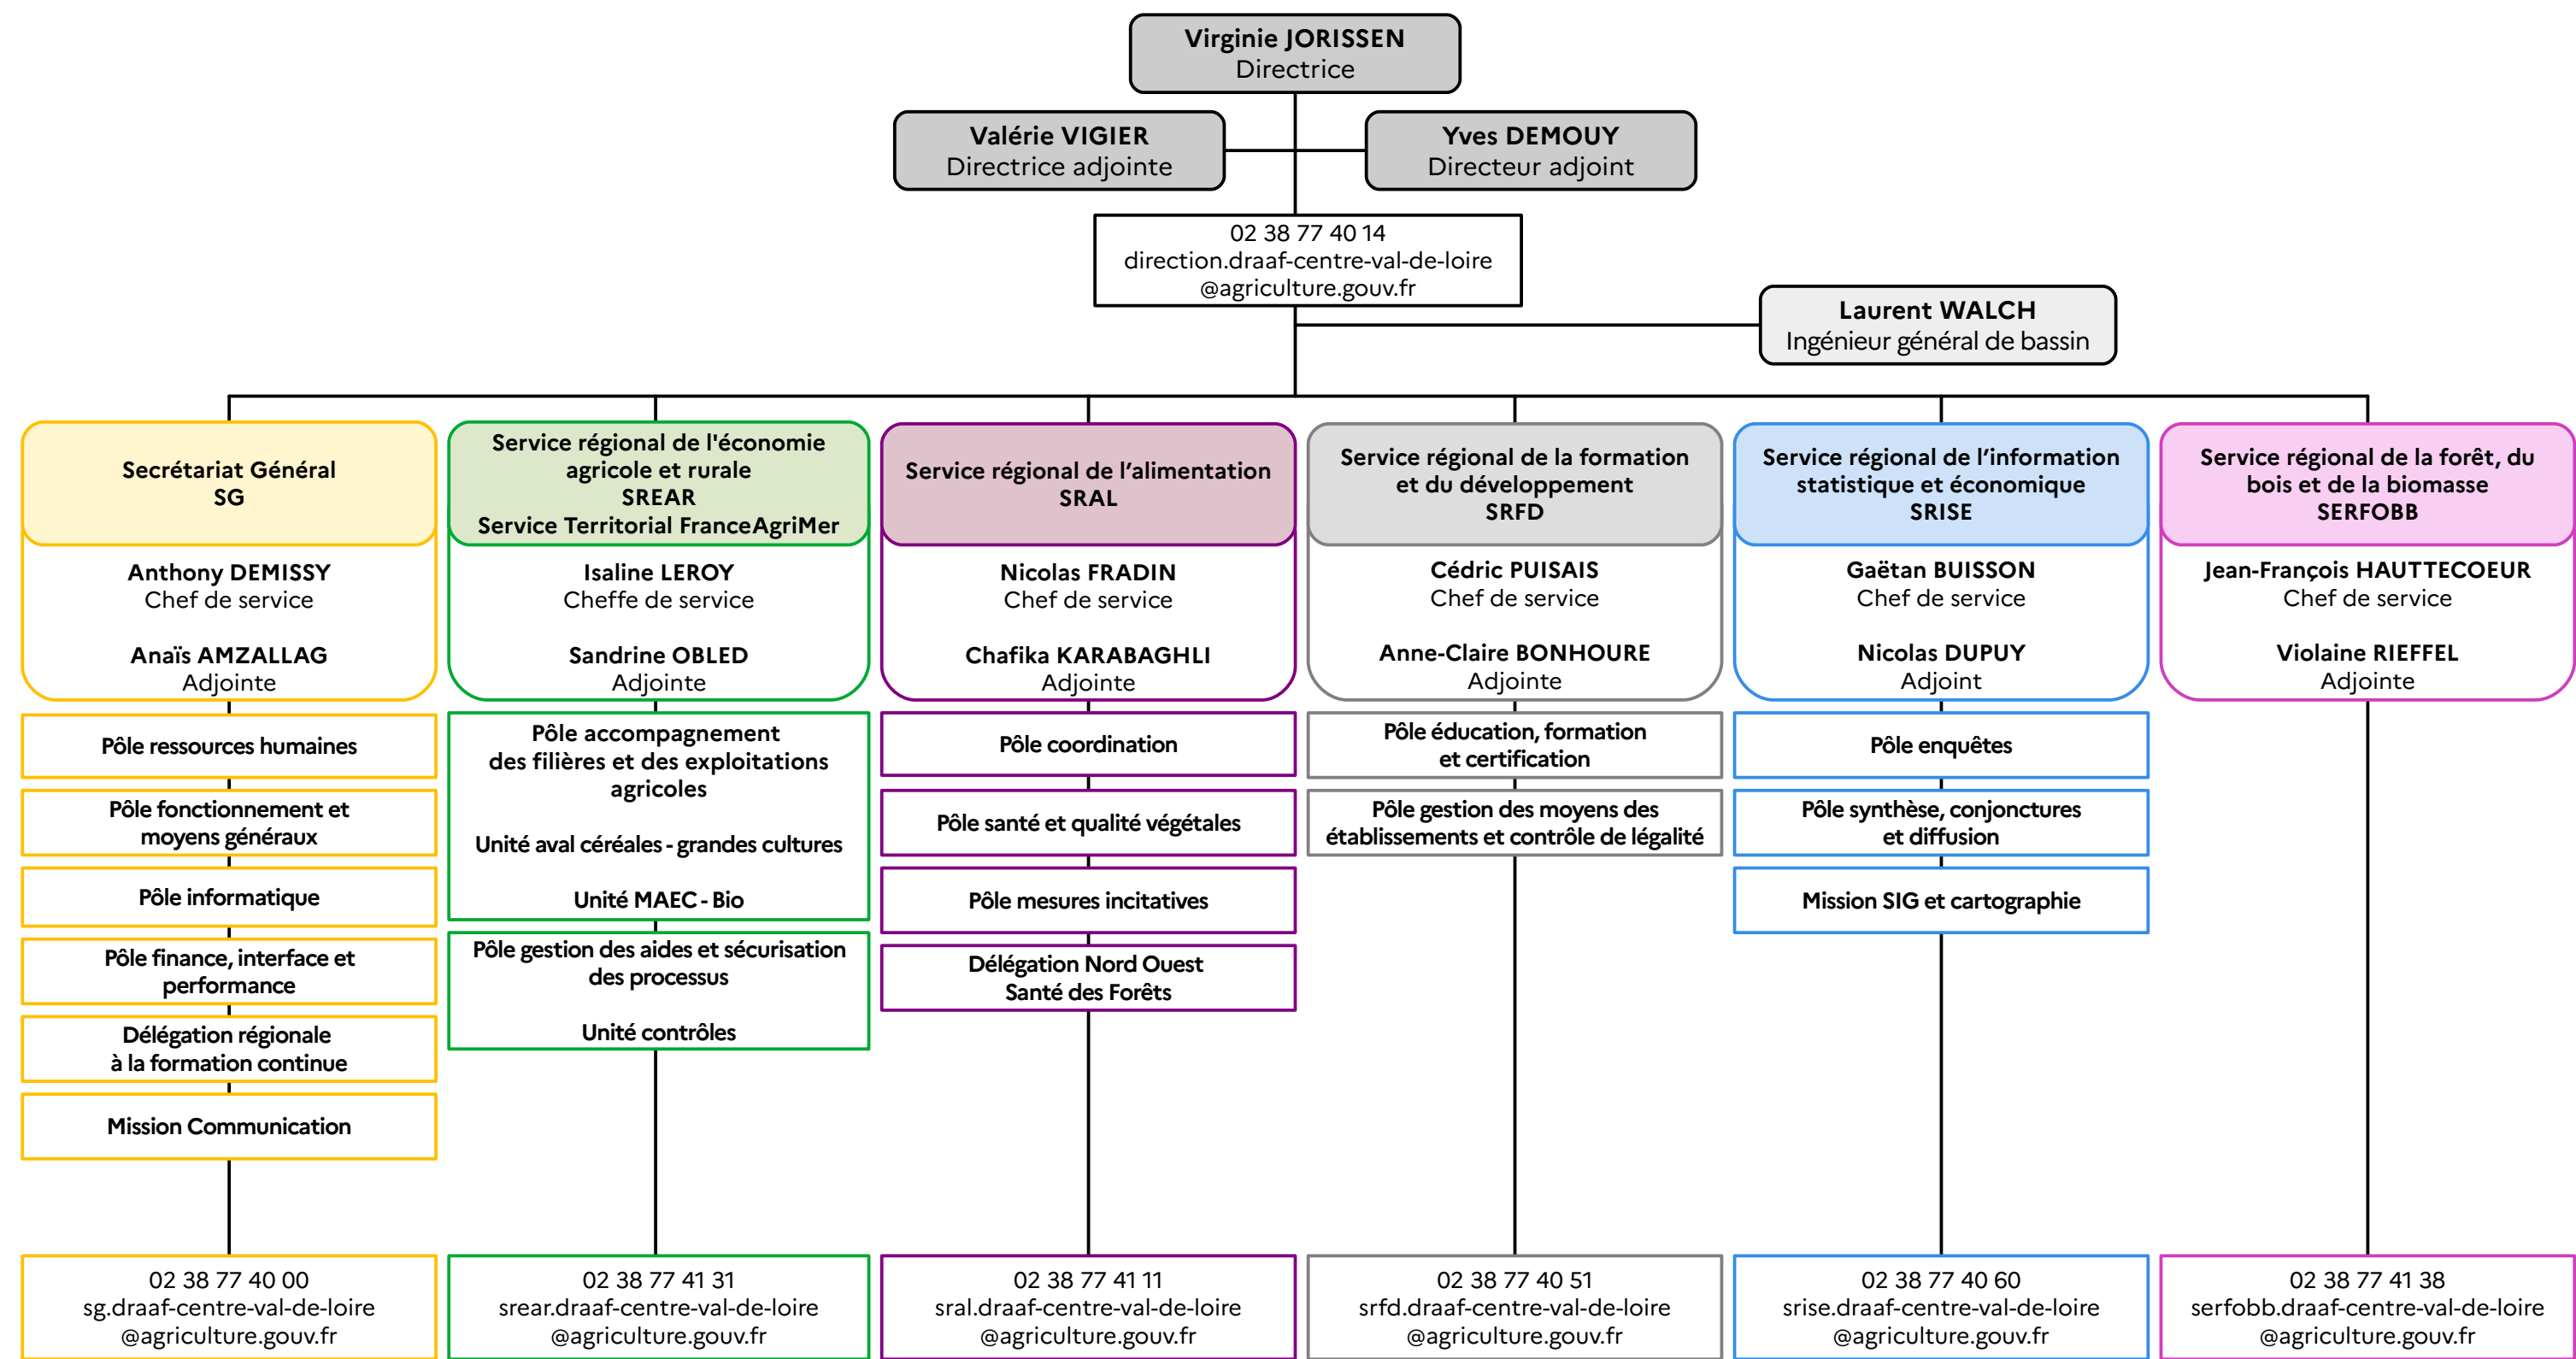 Virginie JORISSEN
Directrice
Valérie VIGIER
Directrice adjointe
Yves DEMOUY
Directeur adjoint
02 38 77 40 14
direction.draaf-centre-val-de-loire
@agriculture.gouv.fr
Laurent WALCH
Ingénieur général de bassin
Secrétariat Général
SG
Anthony DEMISSY
Chef de service
Anaïs AMZALLAG
Adjointe
Pôle ressources humaines
Pôle fonctionnement et
moyens généraux
Pôle informatique
Pôle finance, interface et
performance
Délégation régionale
à la formation continue
Mission Communication
02 38 77 40 00
sg.draaf-centre-val-de-loire
@agriculture.gouv.fr
Service régional de l'économie
agricole et rurale
SREAR
Service Territorial FranceAgriMer
Isaline LEROY
Cheffe de service
Sandrine OBLED
Adjointe
Pôle accompagnement
des filières et des exploitations
agricoles
Unité aval céréales - grandes cultures
Unité MAEC - Bio
Pôle gestion des aides et sécurisation
des processus
Unité contrôles
02 38 77 41 31
srear.draaf-centre-val-de-loire
@agriculture.gouv.fr
Service régional de l’alimentation
SRAL
Nicolas FRADIN
Chef de service
Chafika KARABAGHLI
Adjointe
Pôle coordination
Pôle santé et qualité végétales
Pôle mesures incitatives
Délégation Nord Ouest
Santé des Forêts
02 38 77 41 11
sral.draaf-centre-val-de-loire
@agriculture.gouv.fr
Service régional de la formation
et du développement
SRFD
Cédric PUISAIS
Chef de service
Anne-Claire BONHOURE
Adjointe
Pôle éducation, formation
et certification
Pôle gestion des moyens des
établissements et contrôle de légalité
02 38 77 40 51
srfd.draaf-centre-val-de-loire
@agriculture.gouv.fr
Service régional de l’information
statistique et économique
SRISE
Gaëtan BUISSON
Chef de service
Nicolas DUPUY
Adjoint
Pôle enquêtes
Pôle synthèse, conjonctures
et diffusion
Mission SIG et cartographie
02 38 77 40 60
srise.draaf-centre-val-de-loire
@agriculture.gouv.fr
Service régional de la forêt, du
bois et de la biomasse
SERFOBB
Jean-François HAUTTECOEUR
Chef de service
Violaine RIEFFEL
Adjointe
02 38 77 41 38
serfobb.draaf-centre-val-de-loire
@agriculture.gouv.fr